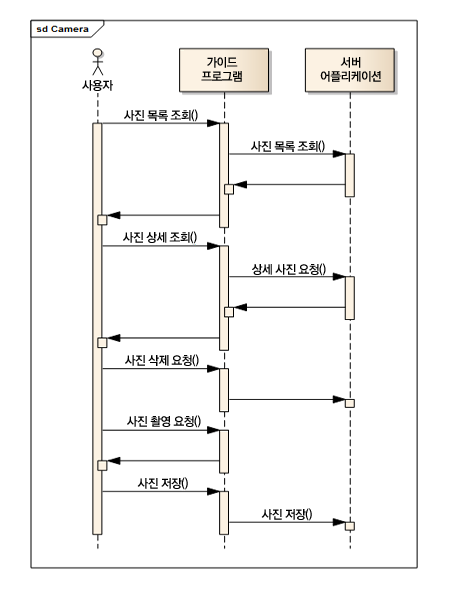 sd Camera
사용자
가이드
프로그램
서버
어플리케이션
사진 목록 조회()
사진 목록 조회()
사진 상세 조회()
상세 사진 요청()
사진 삭제 요청()
사진 촬영 요청()
사진 저장()
사진 저장()